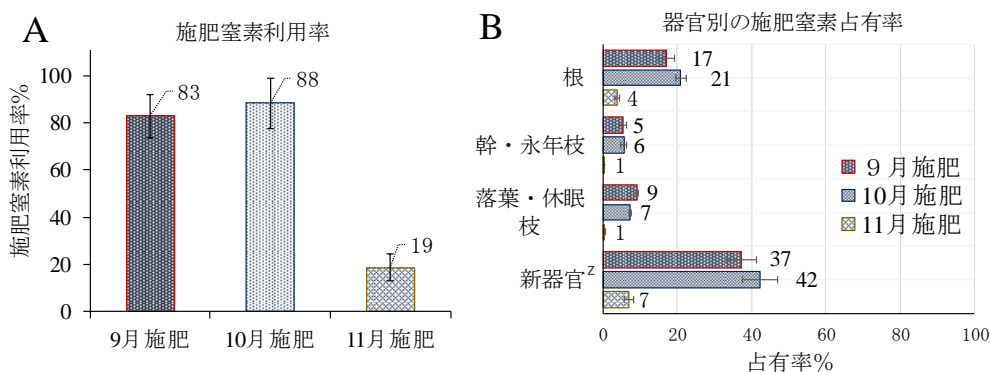 A
施肥窒素利用率
施肥窒素利用率%
100
80
60
40
20
0
83
88
19
9月施肥
10月施肥
11月施肥
B
器官別の施肥窒素占有率
根
17
21
4
幹・永年枝
5
6
1
落葉・休眠
枝
9
7
1
新器官z
37
42
7
９月施肥
10月施肥
11月施肥
0
20
40
60
80
100
占有率%